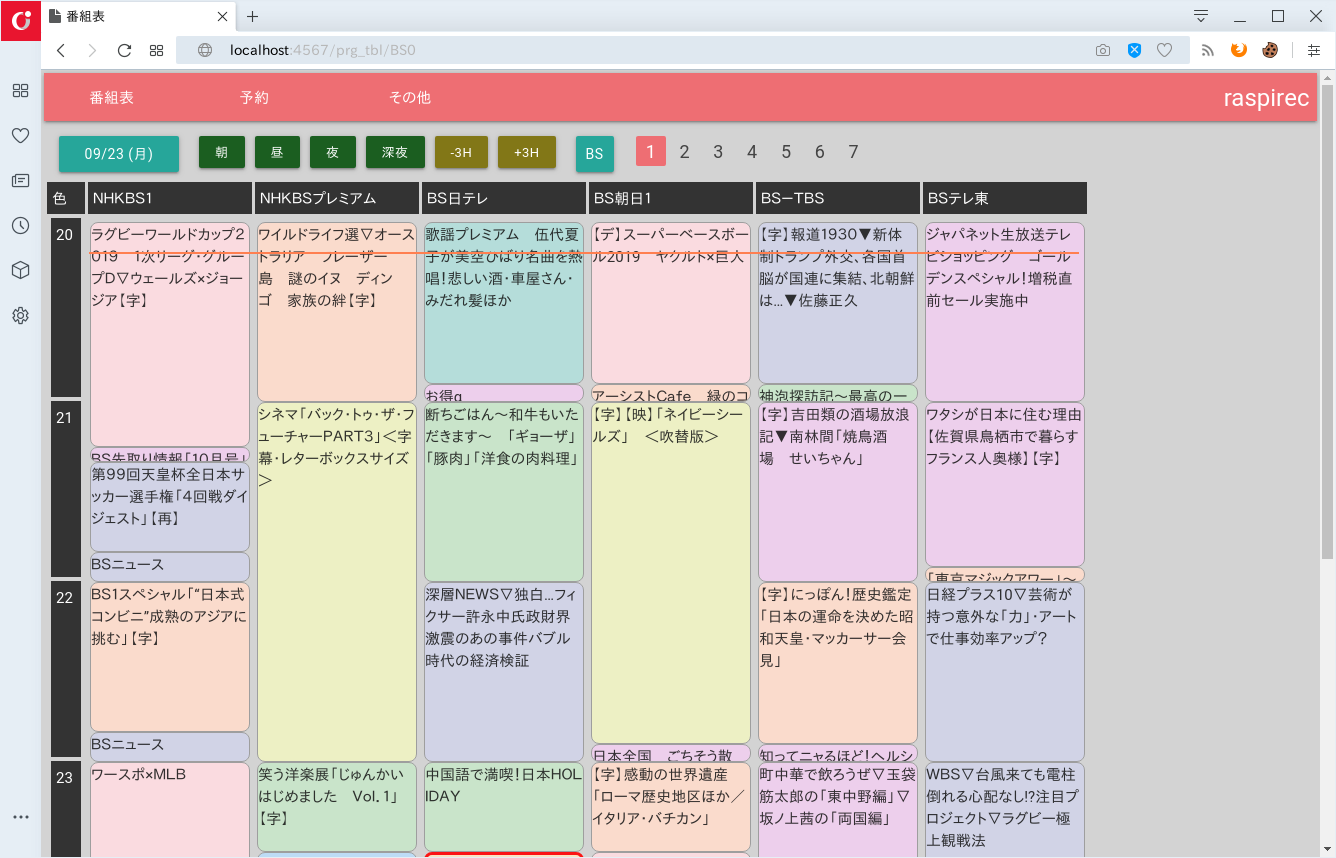 番組表
localhost:4567/prg_tbl/BS0
番組表 予約 その他 raspirec
09/23 (月) 朝 昼 夜 深夜 -3H +3H BS 1 2 3 4 5 6 7
色 NHKBS1 NHKBSプレミアム BS日テレ BS朝日1 BS-TBS BSテレ東
20
ラグビーワールドカップ2
019　1次リーグ・グルー
プD▽ウェールズ×ジョー
ジア【字】
BS先取り情報「10月号」
ワイルドライフ選▽オース
トラリア　フレーザー
島　謎のイヌ　ディン
ゴ　家族の絆【字】
歌謡プレミアム　伍代夏
子が美空ひばり名曲を熱
唱!悲しい酒・車屋さん・
みだれ髪ほか
お得q
【デ】スーパーベースボー
ル2019　ヤクルト×巨人
アーシストCafe　緑のコ
【字】報道1930▼新体
制トランプ外交、各国首
脳が国連に集結、北朝鮮
は…▼佐藤正久
神泡探訪記~最高の一
ジャパネット生放送テレ
ビショッピング　ゴール
デンスペシャル!増税直
前セール実施中
21
第99回天皇杯全日本サ
ッカー選手権「4回戦ダイ
ジェスト」【再】
BSニュース
シネマ「バック・トゥ・ザ・フ
ューチャーPART3」<字
幕・レターボックスサイズ
>
断ちごはん~和牛もいた
だきます~　「ギョーザ」
「豚肉」「洋食の肉料理」
【字】【映】「ネイビーシー
ルズ」　<吹替版>
【字】吉田類の酒場放浪
記▼南林間「焼鳥酒
場　せいちゃん」
ワタシが日本に住む理由
【佐賀県鳥栖市で暮らす
フランス人奥様】【字】
「東京マジックアワー」~
22
BS1スペシャル「“日本式
コンビニ”成熟のアジアに
挑む」【字】
BSニュース
深層NEWS▽独白…フィ
クサー許永中氏政財界
激震のあの事件バブル
時代の経済検証
日本全国　ごちそう散
【字】にっぽん!歴史鑑定
「日本の運命を決めた昭
和天皇・マッカーサー会
見」
知ってニャるほど!ヘルシ
日経プラス10▽芸術が
持つ意外な「力」・アート
で仕事効率アップ?
23
ワースポ×MLB
笑う洋楽展「じゅんかい
はじめました　Vol.1」
【字】
中国語で満喫!日本HOL
IDAY
【字】感動の世界遺産
「ローマ歴史地区ほか/
イタリア・バチカン」
町中華で飲ろうぜ▽玉袋
筋太郎の「東中野編」▽
坂ノ上茜の「両国編」
WBS▽台風来ても電柱
倒れる心配なし!?注目プ
ロジェクト▽ラグビー極
上観戦法